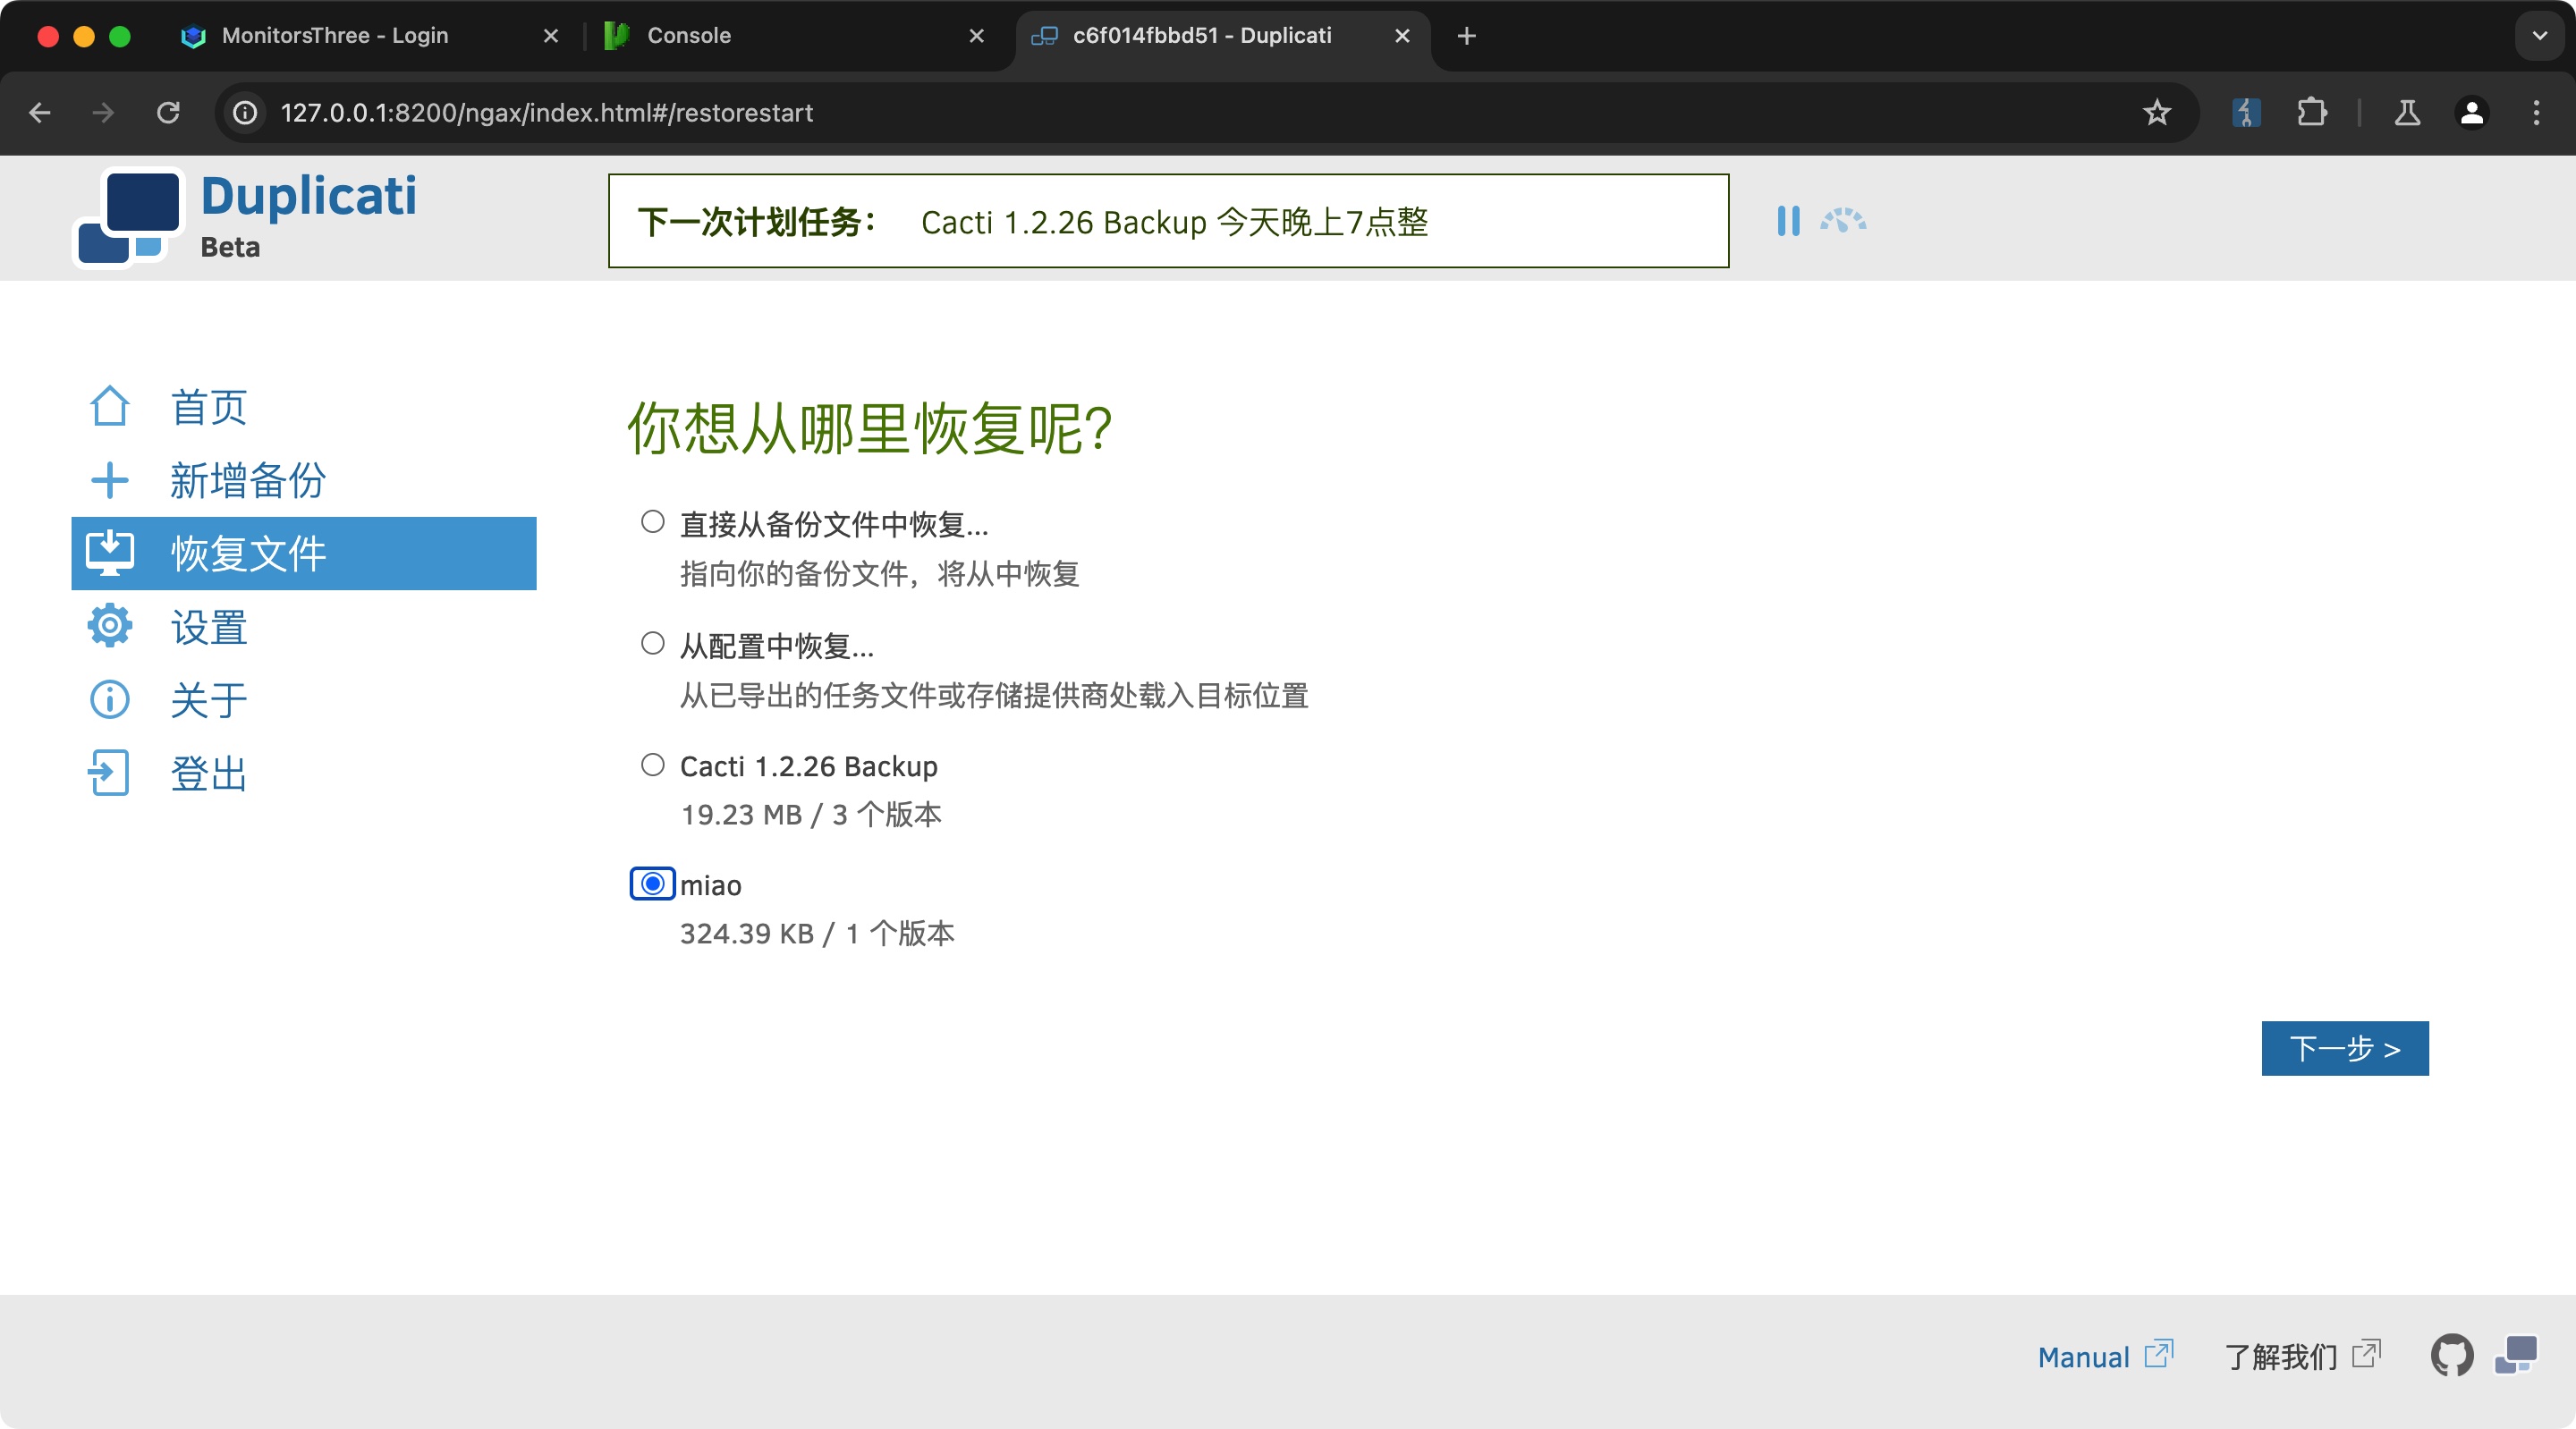 MonitorsThree - Login
Console
c6f014fbbd51 - Duplicati
127.0.0.1:8200/ngax/index.html#/restorestart
Duplicati
Beta
下一次计划任务： Cacti 1.2.26 Backup 今天晚上7点整
首页
新增备份
恢复文件
设置
关于
登出
你想从哪里恢复呢?
直接从备份文件中恢复...
指向你的备份文件，将从中恢复
从配置中恢复...
从已导出的任务文件或存储提供商处载入目标位置
Cacti 1.2.26 Backup
19.23 MB / 3 个版本
miao
324.39 KB / 1 个版本
下一步 >
Manual
了解我们